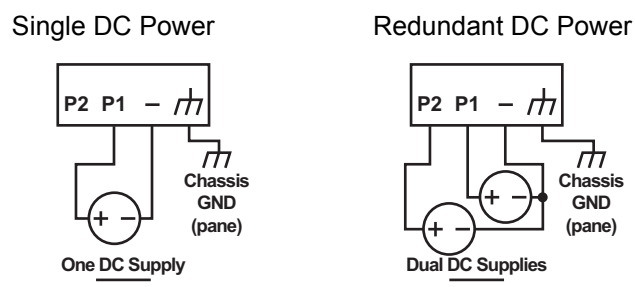 Single DC Power
P2 P1 –
Chassis
GND
(pane)
+ –
One DC Supply
Redundant DC Power
P2 P1 –
Chassis
GND
(pane)
+ –
+ –
Dual DC Supplies